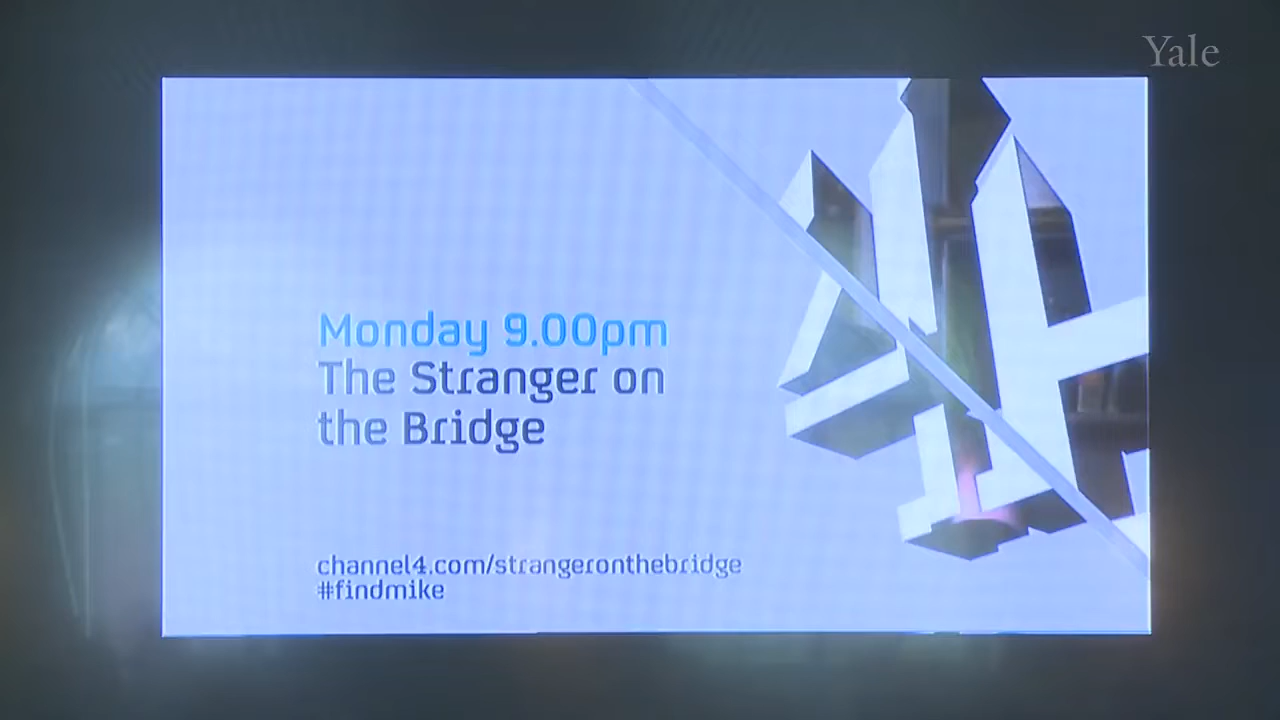 Yale
Monday 9.00pm
The Stranger on
the Bridge
channel4.com/strangeronthebridge
#findmike